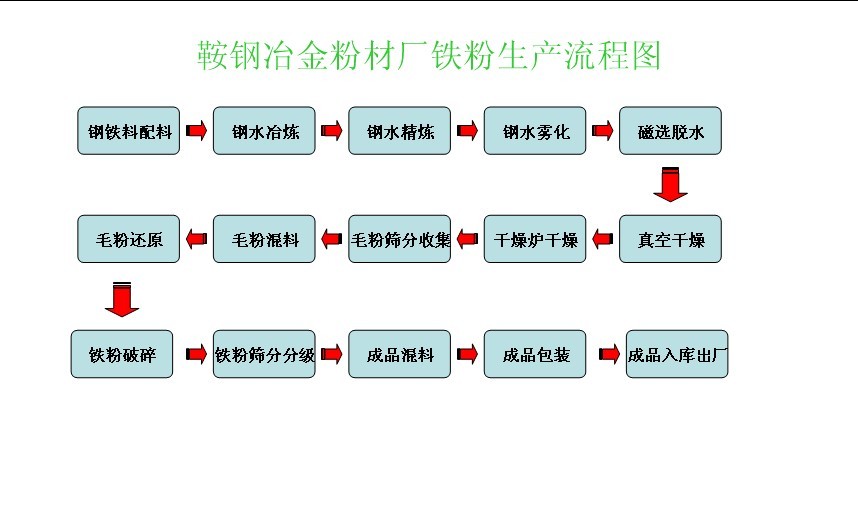 鞍钢冶金粉材厂铁粉生产流程图
钢铁料配料
钢水冶炼
钢水精炼
钢水雾化
磁选脱水
真空干燥
干燥炉干燥
毛粉筛分收集
毛粉混料
毛粉还原
铁粉破碎
铁粉筛分分级
成品混料
成品包装
成品入库出厂